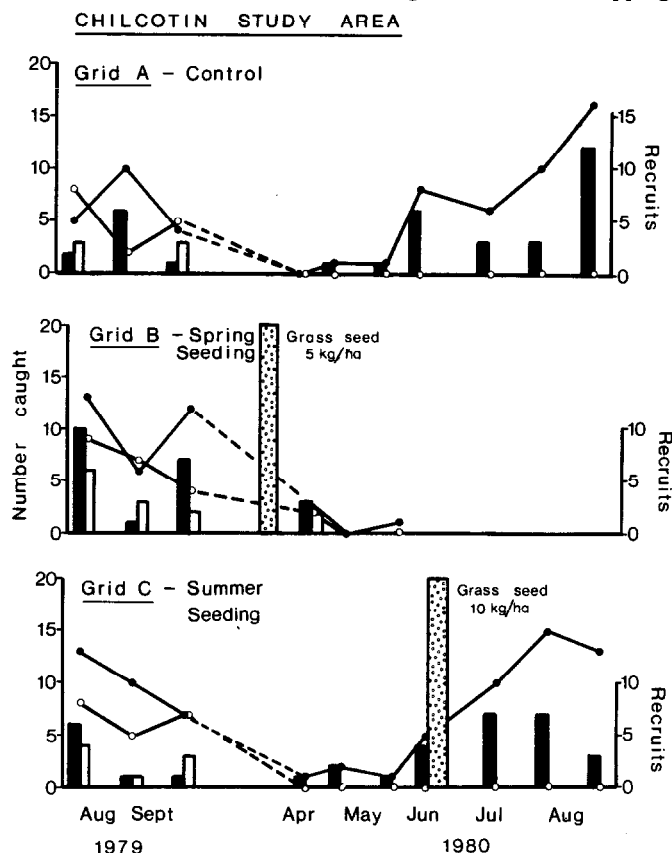 CHILCOTIN STUDY AREA
Grid A – Control
20
15
10
5
0
15
10
5
0
Recruits
Grid B – Spring
Seeding
Grass seed
5 kg/ha
20
15
10
5
0
10
5
0
Number caught
Recruits
Grid C – Summer
Seeding
Grass seed
10 kg/ha
20
15
10
5
0
10
5
0
Recruits
Aug Sept Apr May Jun Jul Aug
1979 1980